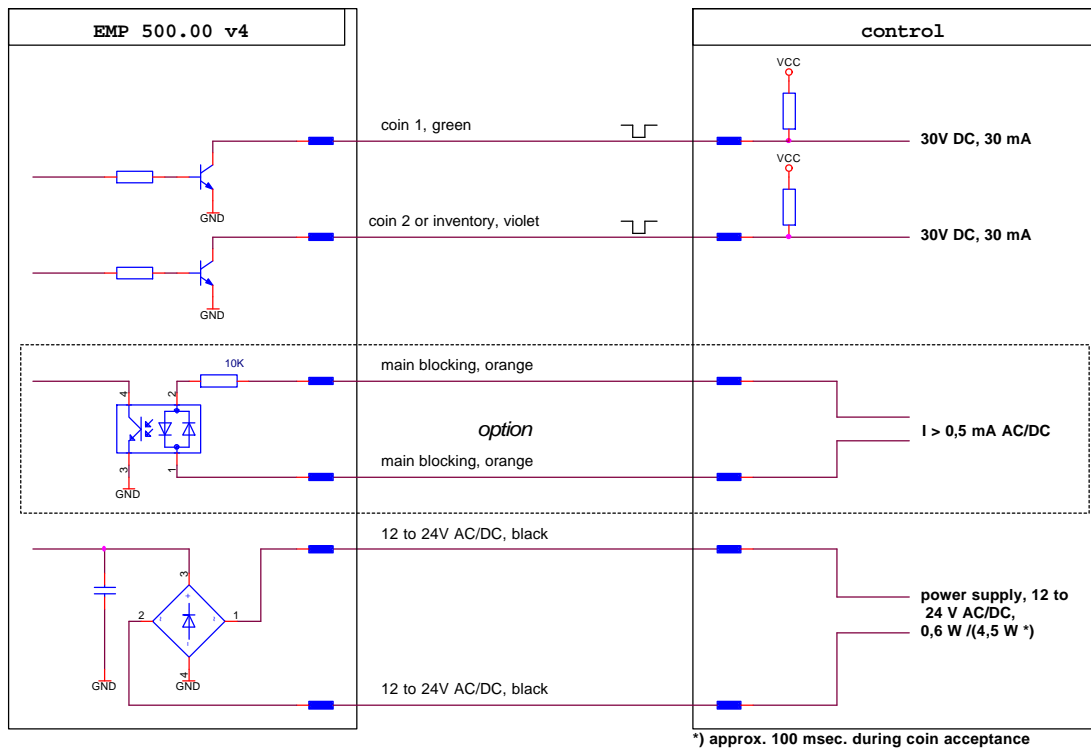 EMP 500.00 v4
control
VCC
coin 1, green
30V DC, 30 mA
GND
VCC
coin 2 or inventory, violet
30V DC, 30 mA
GND
10K
main blocking, orange
4
2
option
I > 0,5 mA AC/DC
3
1
main blocking, orange
GND
12 to 24V AC/DC, black
3
+
2
~
~
1
power supply, 12 to
24 V AC/DC,
0,6 W /(4,5 W *)
-
4
GND
GND
12 to 24V AC/DC, black
*) approx. 100 msec. during coin acceptance